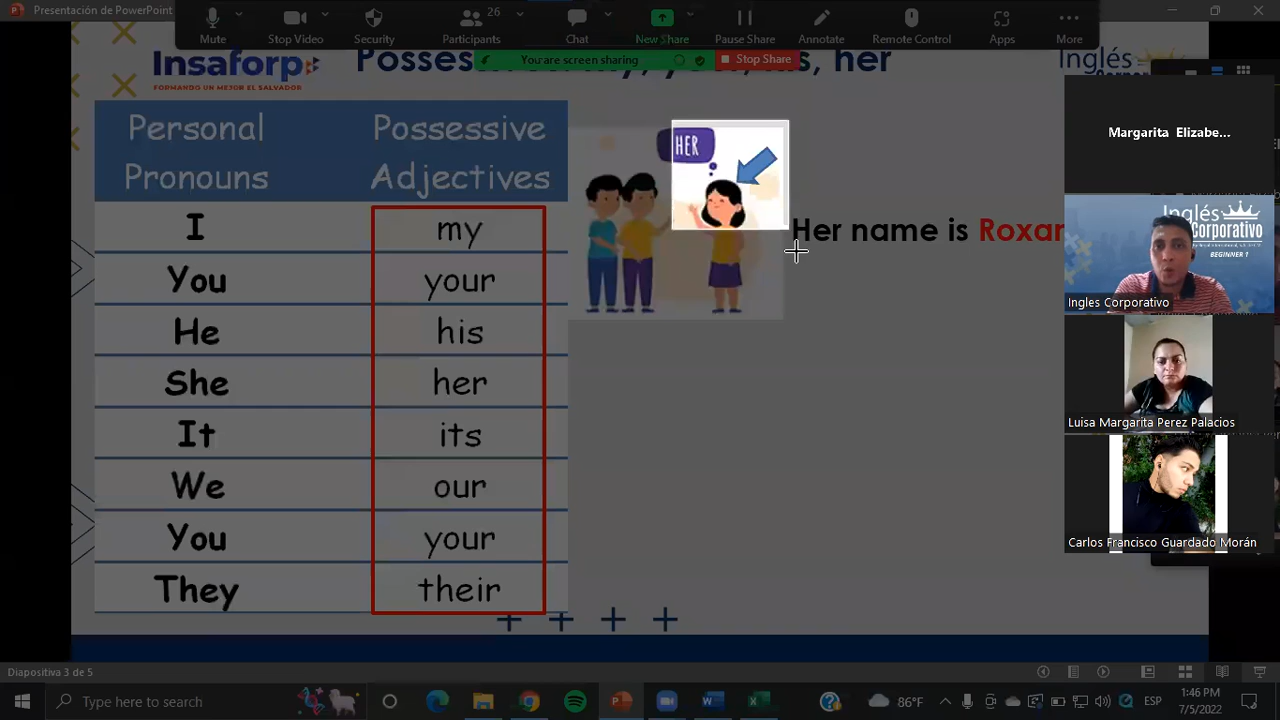 Presentación de PowerPoint
Mute
Stop Video
Security
26
Participants
Chat
New Share
Pause Share
Annotate
Remote Control
Apps
More
You are screen sharing
Stop Share
Insaforp
FORMANDO UN MEJOR EL SALVADOR
her
Inglés
Personal Pronouns
Possessive Adjectives
I my
You your
He his
She her
It its
We our
You your
They their
HER
Her name is
Margarita Elizabe...
Inglés
Corporativo
BEGINNER 1
Ingles Corporativo
Luisa Margarita Perez Palacios
Carlos Francisco Guardado Morán
Diapositiva 3 de 5
Type here to search
86°F
ESP
1:46 PM
7/5/2022